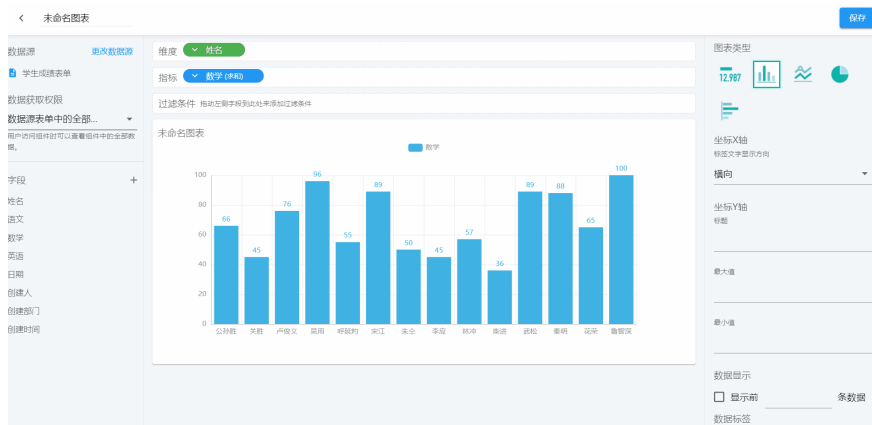 未命名图表
保存
数据源
更改数据源
学生成绩表单
数据获取权限
数据源表单中的全部...
用户访问组件时可以查看组件中的全部数据。
字段
+
姓名
语文
数学
英语
日期
创建人
创建部门
创建时间
维度 姓名
指标 数学 (求和)
过滤条件 拖动左侧字段到此处来添加过滤条件
未命名图表
数学
100
80
60
40
20
0
66
45
76
96
55
89
50
45
57
36
89
88
65
100
公孙胜 关胜 卢俊义 吴用 呼延灼 宋江 朱仝 李应 林冲 柴进 武松 秦明 花荣 鲁智深
图表类型
12,987
坐标X轴
标签文字显示方向
横向
坐标Y轴
标题
最大值
最小值
数据显示
显示前 条数据
数据标签